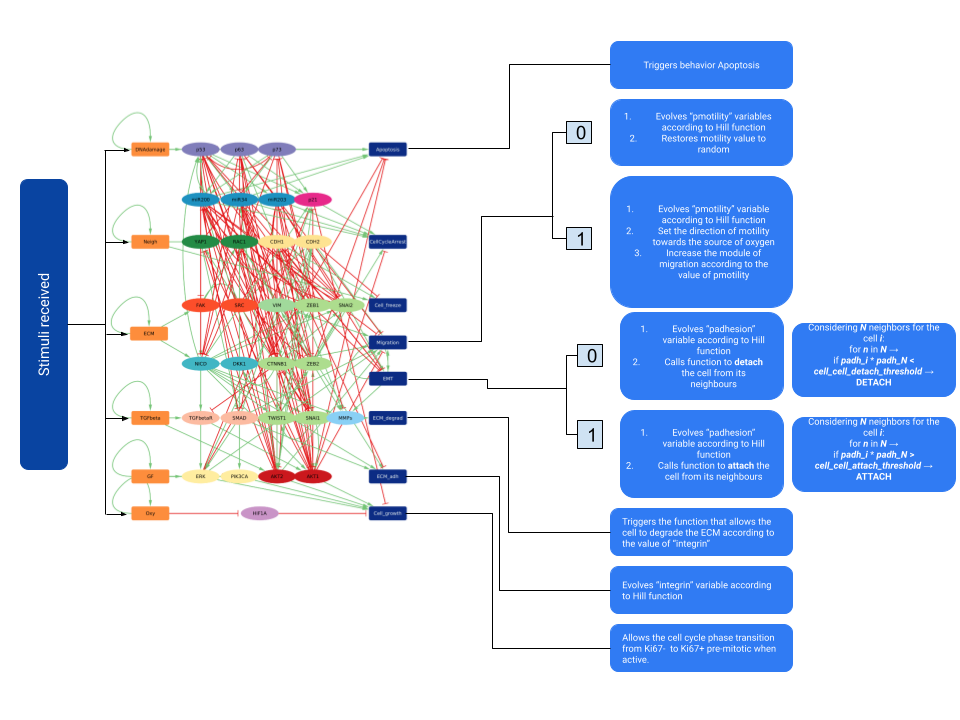 Stimuli received
DNAdamage
p53
p63
p73
Apoptosis
miR200
miR34
miR203
p21
Neigh
YAP1
RAC1
CDH1
CDH2
CellCycleArrest
FAK
SRC
VIM
ZEB1
SNAI2
Cell_freeze
ECM
Migration
NICD
DKK1
CTNNB1
ZEB2
EMT
TGFbeta
TGFbetaR
SMAD
TWIST1
SNAI1
MMPs
ECM_degrad
GF
ERK
PIK3CA
AKT2
AKT1
ECM_adh
Oxy
HIF1A
Cell_growth
Triggers behavior Apoptosis
0
1. Evolves “pmotility” variables
according to Hill function
2. Restores motility value to
random
1
1. Evolves “pmotility” variable
according to Hill function
2. Set the direction of motility
towards the source of oxygen
3. Increase the module of
migration according to the
value of pmotility
0
1. Evolves “padhesion”
variable according to Hill
function
2. Calls function to detach
the cell from its
neighbours
Considering N neighbors for the
cell i:
for n in N →
if padh_i * padh_N <
cell_cell_detach_threshold →
DETACH
1
1. Evolves “padhesion”
variable according to Hill
function
2. Calls function to attach the
cell from its neighbours
Considering N neighbors for the
cell i:
for n in N →
if padh_i * padh_N >
cell_cell_attach_threshold →
ATTACH
Triggers the function that allows the
cell to degrade the ECM according to
the value of “integrin”
Evolves “integrin” variable according
to Hill function
Allows the cell cycle phase transition
from Ki67- to Ki67+ pre-mitotic when
active.